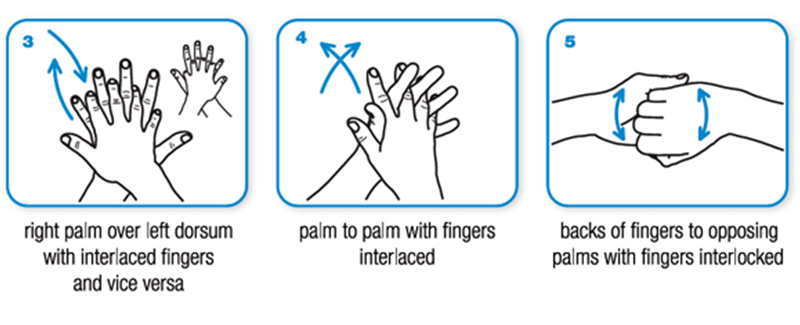 3
right palm over left dorsum
with interlaced fingers
and vice versa
4
palm to palm with fingers
interlaced
5
backs of fingers to opposing
palms with fingers interlocked